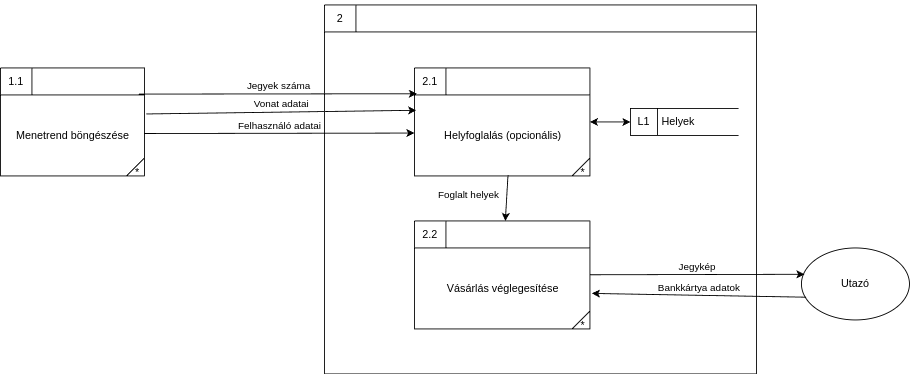 2
1.1
Menetrend böngészése
*
Jegyek száma
Vonat adatai
Felhasználó adatai
2.1
Helyfoglalás (opcionális)
*
L1 Helyek
Foglalt helyek
2.2
Vásárlás véglegesítése
*
Jegykép
Bankkártya adatok
Utazó